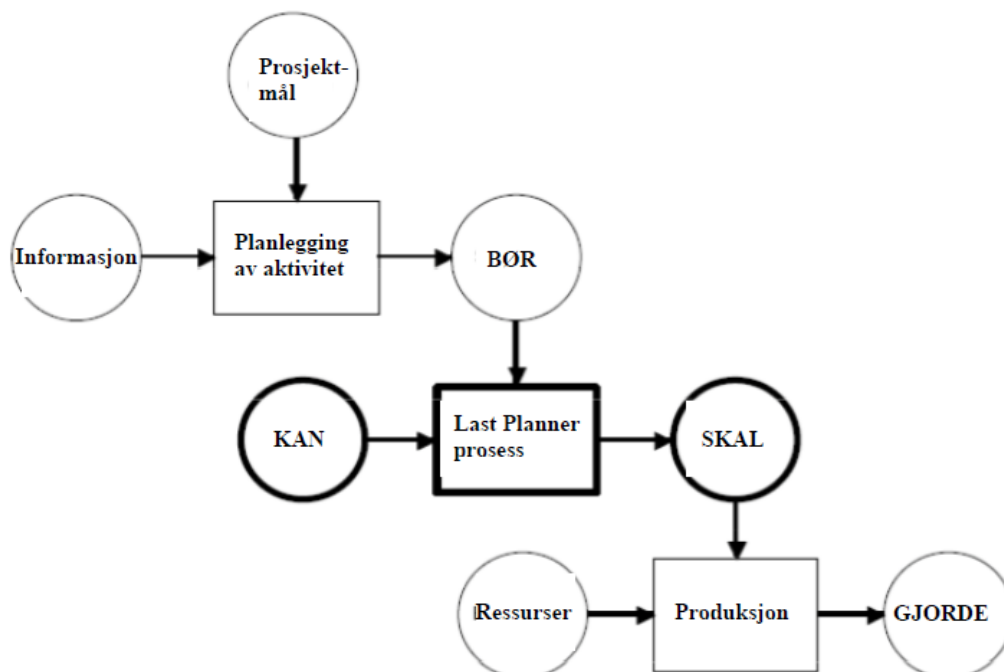 Prosjekt-
mål
Informasjon
Planlegging
av aktivitet
BØR
KAN
Last Planner
prosess
SKAL
Ressurser
Produksjon
GJORDE